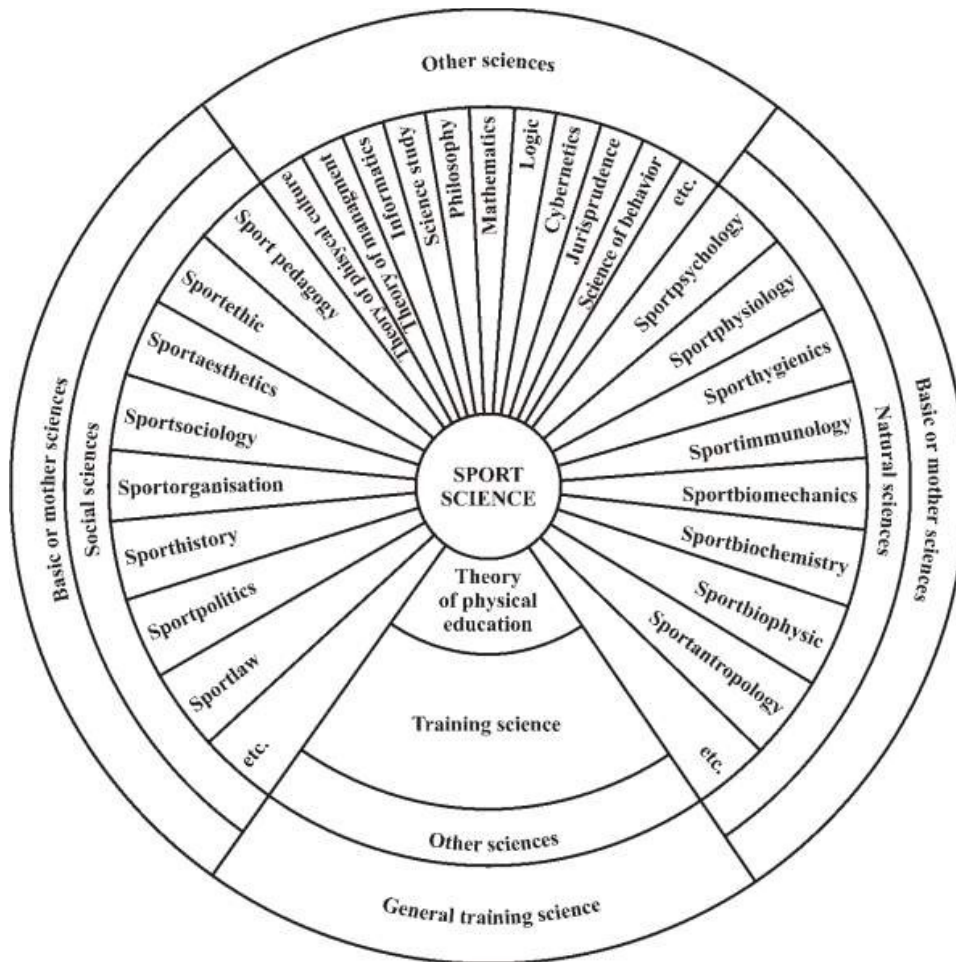 Other sciences
Theory of phisycal culture
Theory of managment
Informatics
Science study
Philosophy
Mathematics
Logic
Cybernetics
Jurisprudence
Science of behavior
etc.
Basic or mother sciences
Social sciences
Sport pedagogy
Sportethic
Sportaesthetics
Sportsociology
Sportorganisation
Sporthistory
Sportpolitics
Sportlaw
etc.
SPORT
SCIENCE
Sportpsychology
Sportphysiology
Sporthygienics
Sportimmunology
Sportbiomechanics
Sportbiochemistry
Sportbiophysic
Sportantropology
etc.
Natural sciences
Basic or mother sciences
Theory
of physical
education
Training science
Other sciences
General training science